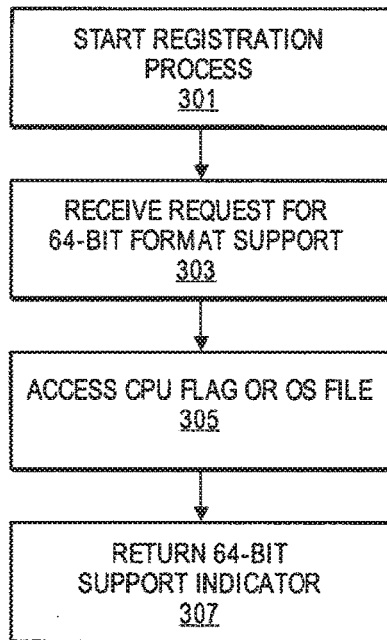 START REGISTRATION
PROCESS
301
RECEIVE REQUEST FOR
64-BIT FORMAT SUPPORT
303
ACCESS CPU FLAG OR OS FILE
305
RETURN 64-BIT
SUPPORT INDICATOR
307